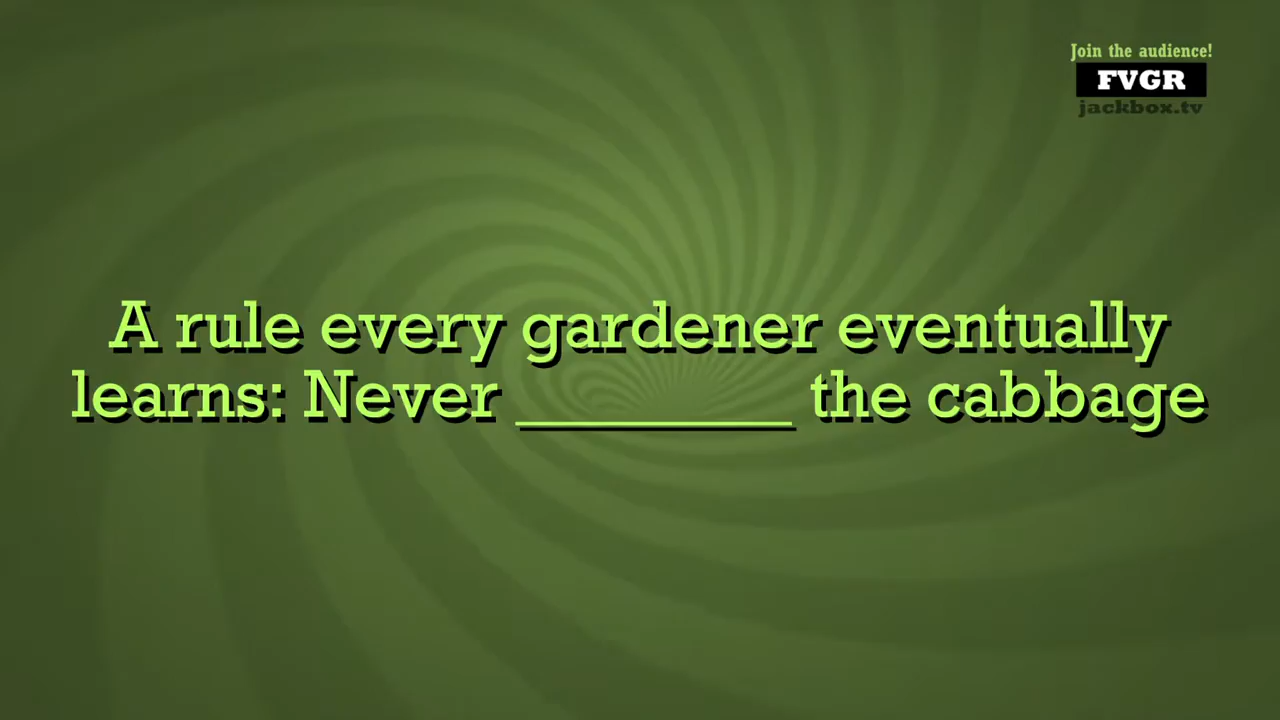 Join the audience!
FVGR
jackbox.tv
A rule every gardener eventually
learns: Never ________ the cabbage